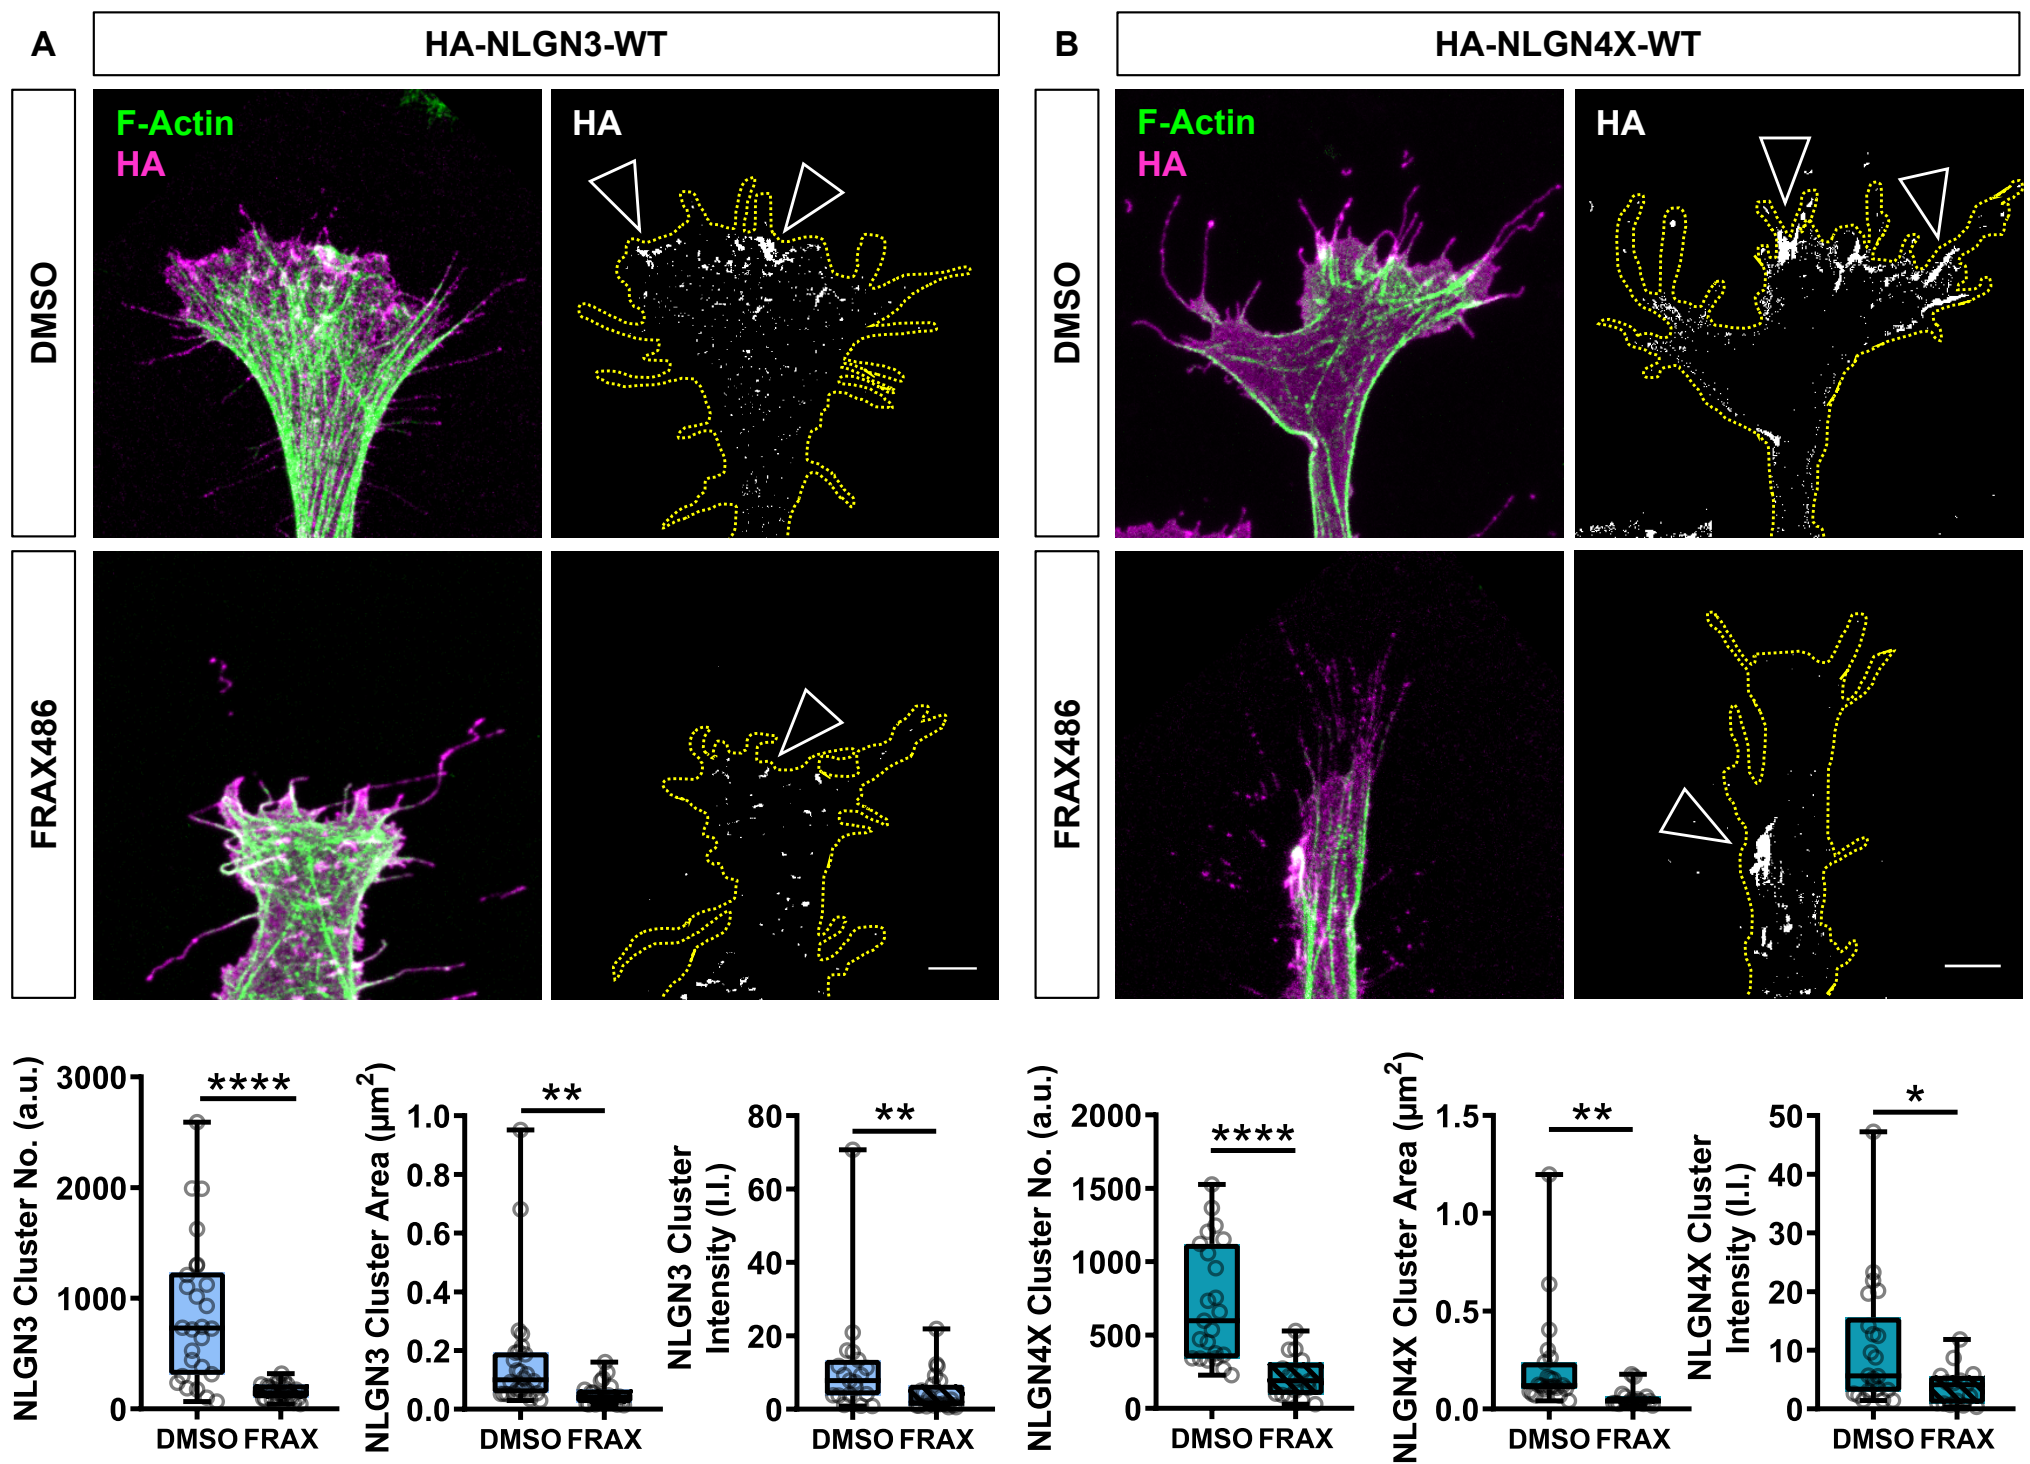 A
HA-NLGN3-WT
B
HA-NLGN4X-WT
DMSO
F-Actin
HA
HA
DMSO
F-Actin
HA
HA
FRAX486
FRAX486
NLGN3 Cluster No. (a.u.)
3000
2000
1000
0
****
DMSO FRAX
NLGN3 Cluster Area (µm²)
1.0
0.8
0.6
0.4
0.2
0.0
**
DMSO FRAX
NLGN3 Cluster
Intensity (I.I.)
80
60
40
20
0
**
DMSO FRAX
NLGN4X Cluster No. (a.u.)
2000
1500
1000
500
0
****
DMSO FRAX
NLGN4X Cluster Area (µm²)
1.5
1.0
0.5
0.0
**
DMSO FRAX
NLGN4X Cluster
Intensity (I.I.)
50
40
30
20
10
0
*
DMSO FRAX